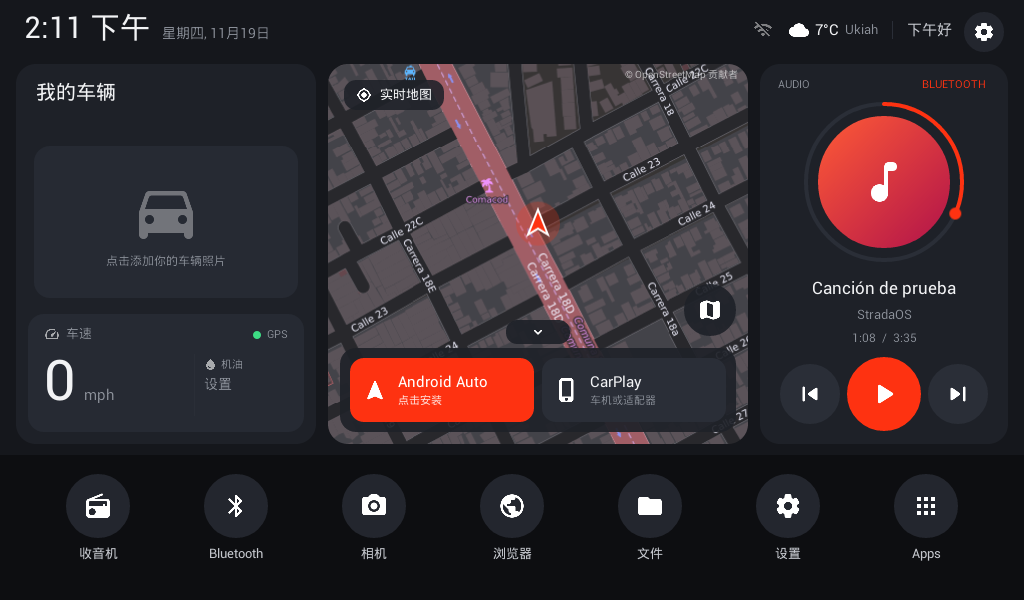 2:11 下午
星期四, 11月19日
7°C Ukiah
下午好
我的车辆
点击添加你的车辆照片
车速
GPS
0 mph
机油
设置
© OpenStreetMap 贡献者
实时地图
TAXI
Carrera 18
Calle 22C
Calle 23
Comacod
Calle 24
Calle 22C
Carrera 18E
Carrera 18D
Carrera 18D
Carrera 18a
Calle 23
Android Auto
点击安装
CarPlay
车机或适配器
AUDIO
BLUETOOTH
Canción de prueba
StradaOS
1:08 / 3:35
收音机
Bluetooth
相机
浏览器
文件
设置
Apps